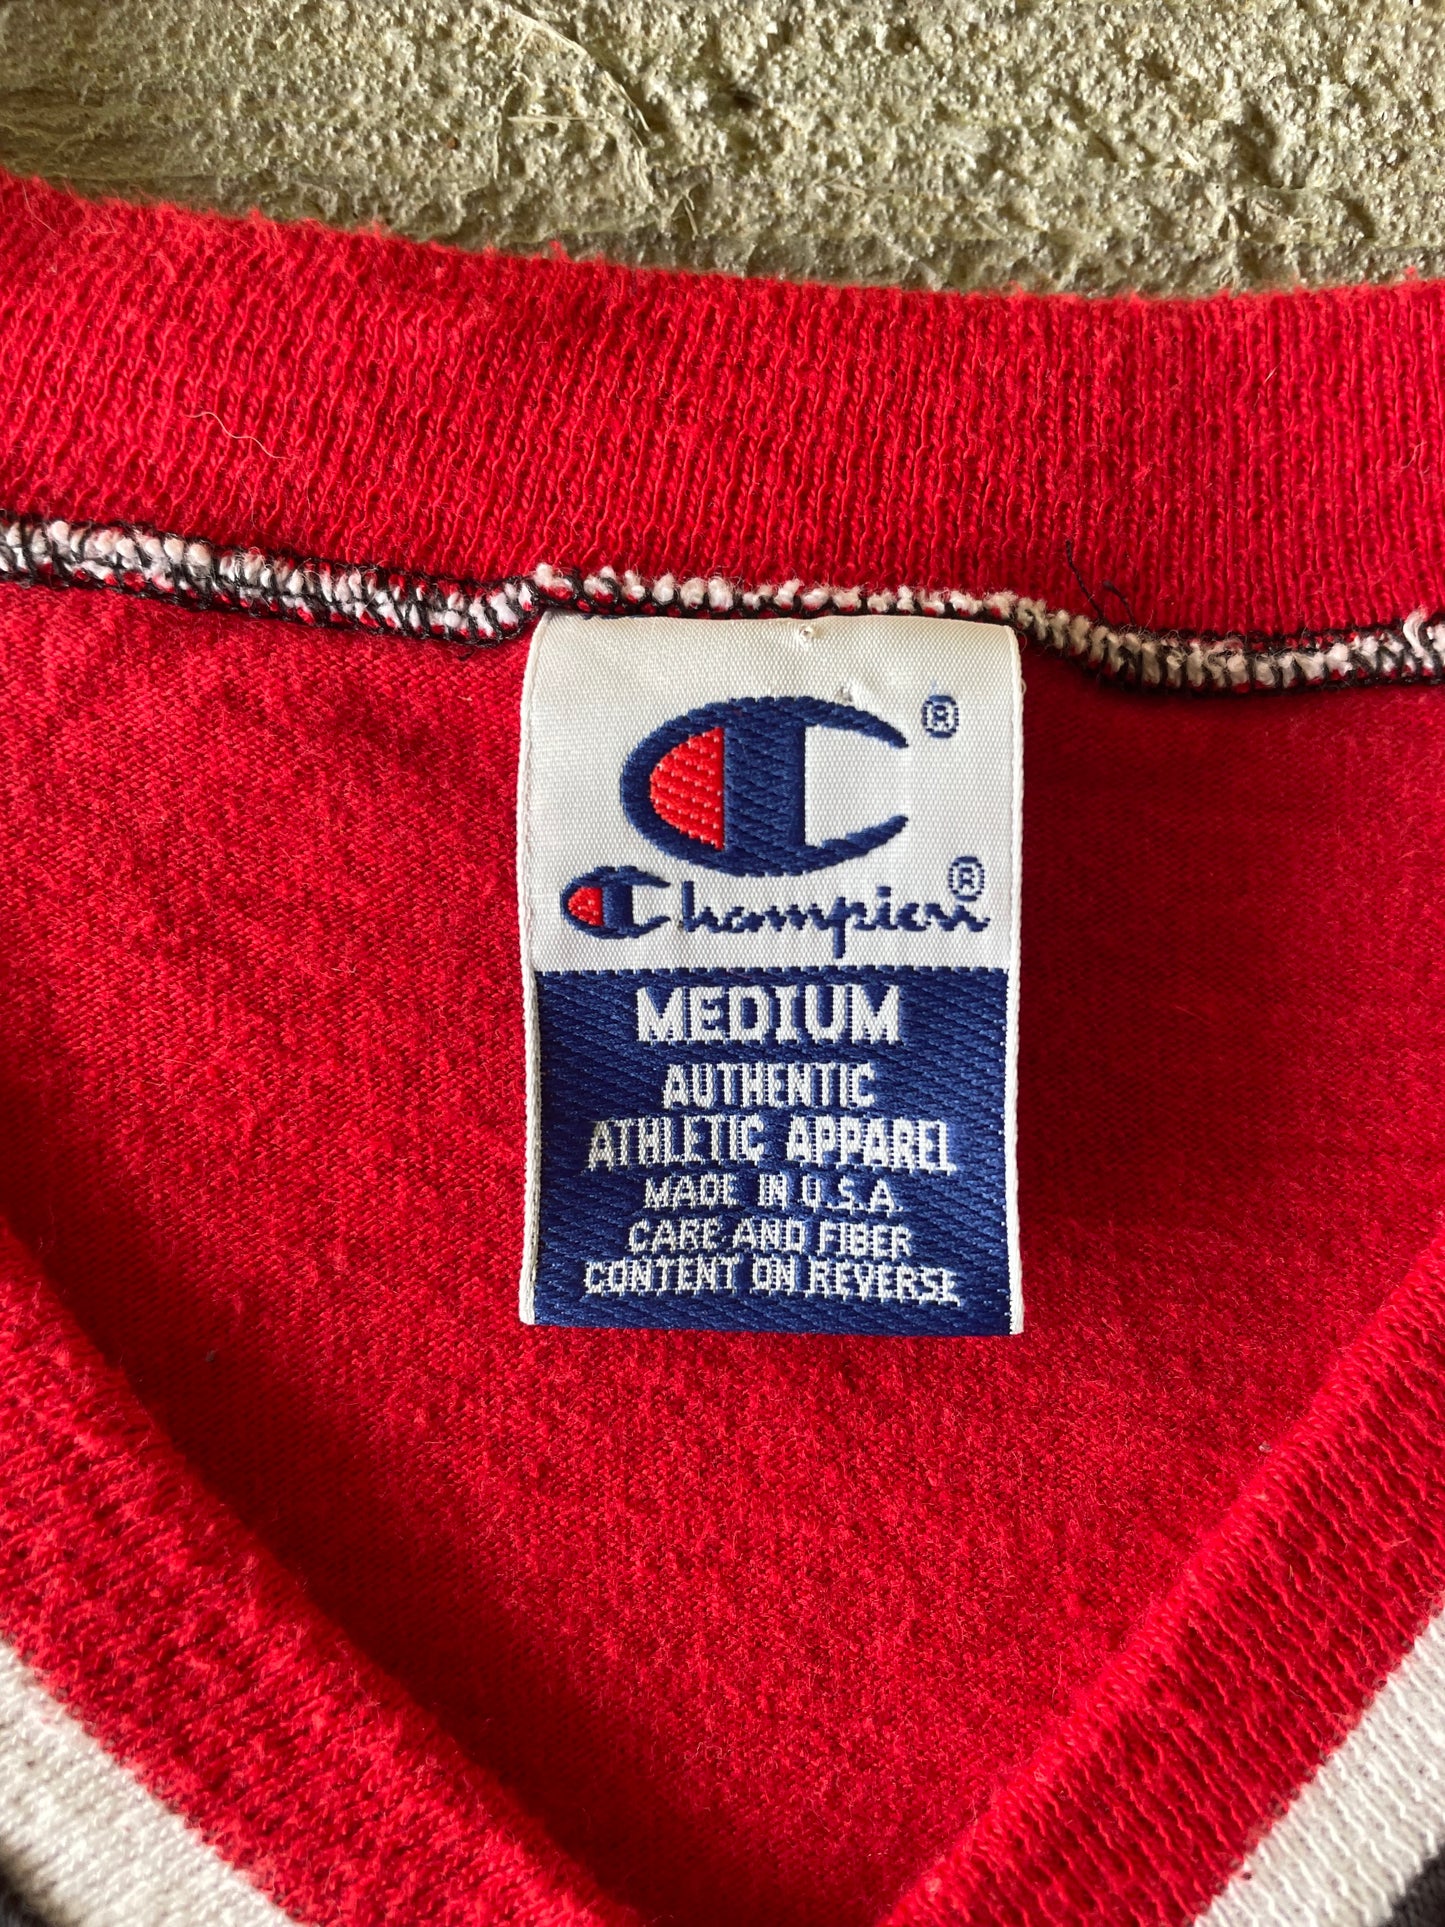 ®
Champion®
MEDIUM
AUTHENTIC
ATHLETIC APPAREL
MADE IN U.S.A.
CARE AND FIBER
CONTENT ON REVERSE